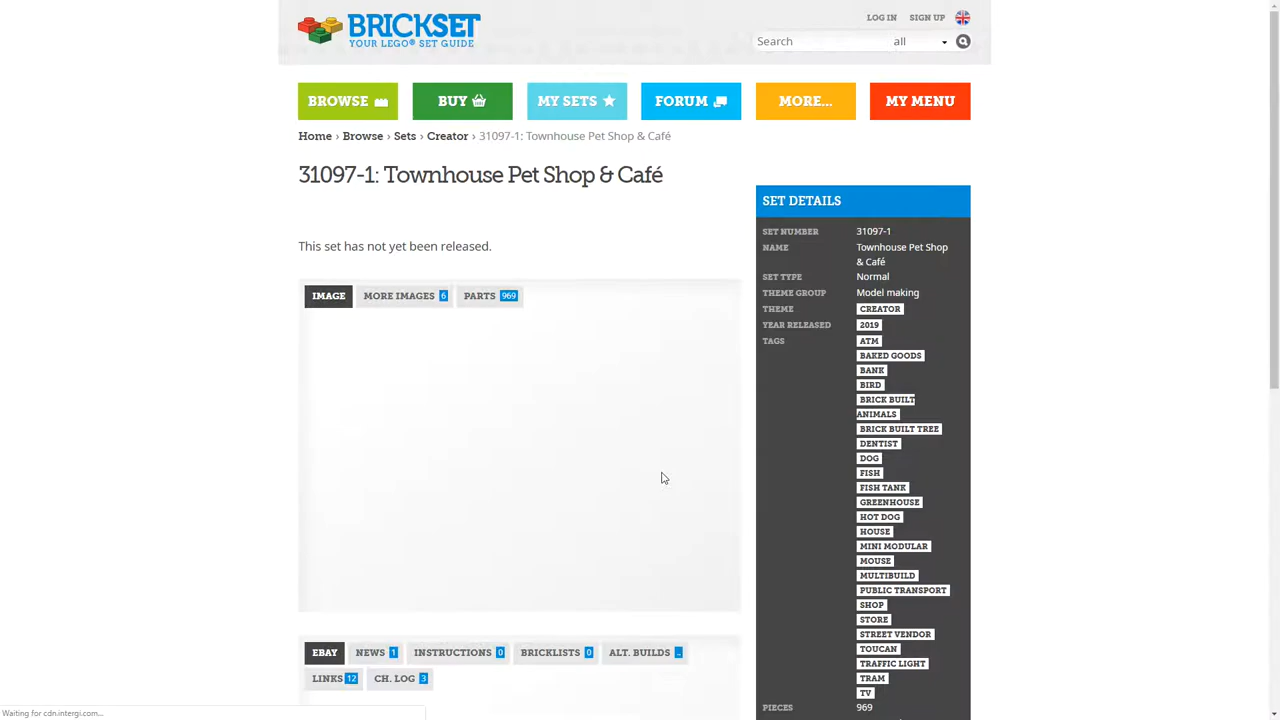 BRICKSET
YOUR LEGO® SET GUIDE
LOG IN SIGN UP
Search all
BROWSE BUY MY SETS FORUM MORE... MY MENU
Home › Browse › Sets › Creator › 31097-1: Townhouse Pet Shop & Café
31097-1: Townhouse Pet Shop & Café
This set has not yet been released.
IMAGE MORE IMAGES 6 PARTS 969
EBAY NEWS 1 INSTRUCTIONS 0 BRICKLISTS 0 ALT. BUILDS ..
LINKS 12 CH. LOG 3
SET DETAILS
SET NUMBER 31097-1
NAME Townhouse Pet Shop
& Café
SET TYPE Normal
THEME GROUP Model making
THEME CREATOR
YEAR RELEASED 2019
TAGS ATM
BAKED GOODS
BANK
BIRD
BRICK BUILT
ANIMALS
BRICK BUILT TREE
DENTIST
DOG
FISH
FISH TANK
GREENHOUSE
HOT DOG
HOUSE
MINI MODULAR
MOUSE
MULTIBUILD
PUBLIC TRANSPORT
SHOP
STORE
STREET VENDOR
TOUCAN
TRAFFIC LIGHT
TRAM
TV
PIECES 969
Waiting for cdn.intergi.com...